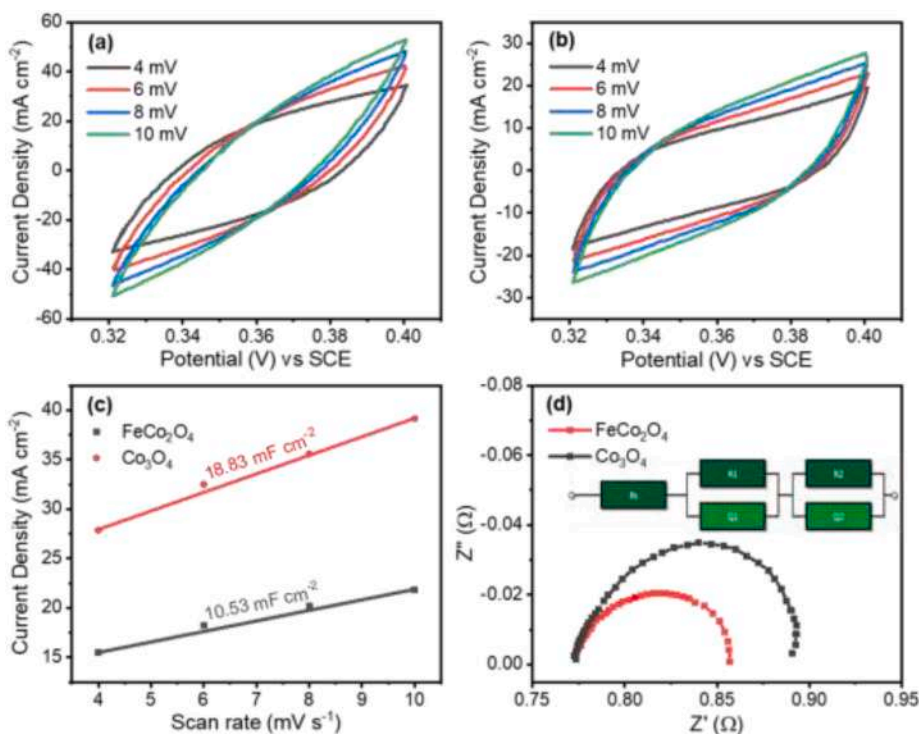 (a)
4 mV
6 mV
8 mV
10 mV
Current Density (mA cm⁻²)
60
40
20
0
-20
-40
-60
0.32
0.34
0.36
0.38
0.40
Potential (V) vs SCE
(b)
4 mV
6 mV
8 mV
10 mV
Current Density (mA cm⁻²)
30
20
10
0
-10
-20
-30
0.32
0.34
0.36
0.38
0.40
Potential (V) vs SCE
(c)
FeCo₂O₄
Co₃O₄
18.83 mF cm⁻²
10.53 mF cm⁻²
Current Density (mA cm⁻²)
40
35
30
25
20
15
4
5
6
7
8
9
10
Scan rate (mV s⁻¹)
(d)
FeCo₂O₄
Co₃O₄
R1
R2
Z'' (Ω)
-0.08
-0.06
-0.04
-0.02
0.00
0.75
0.80
0.85
0.90
0.95
Z' (Ω)